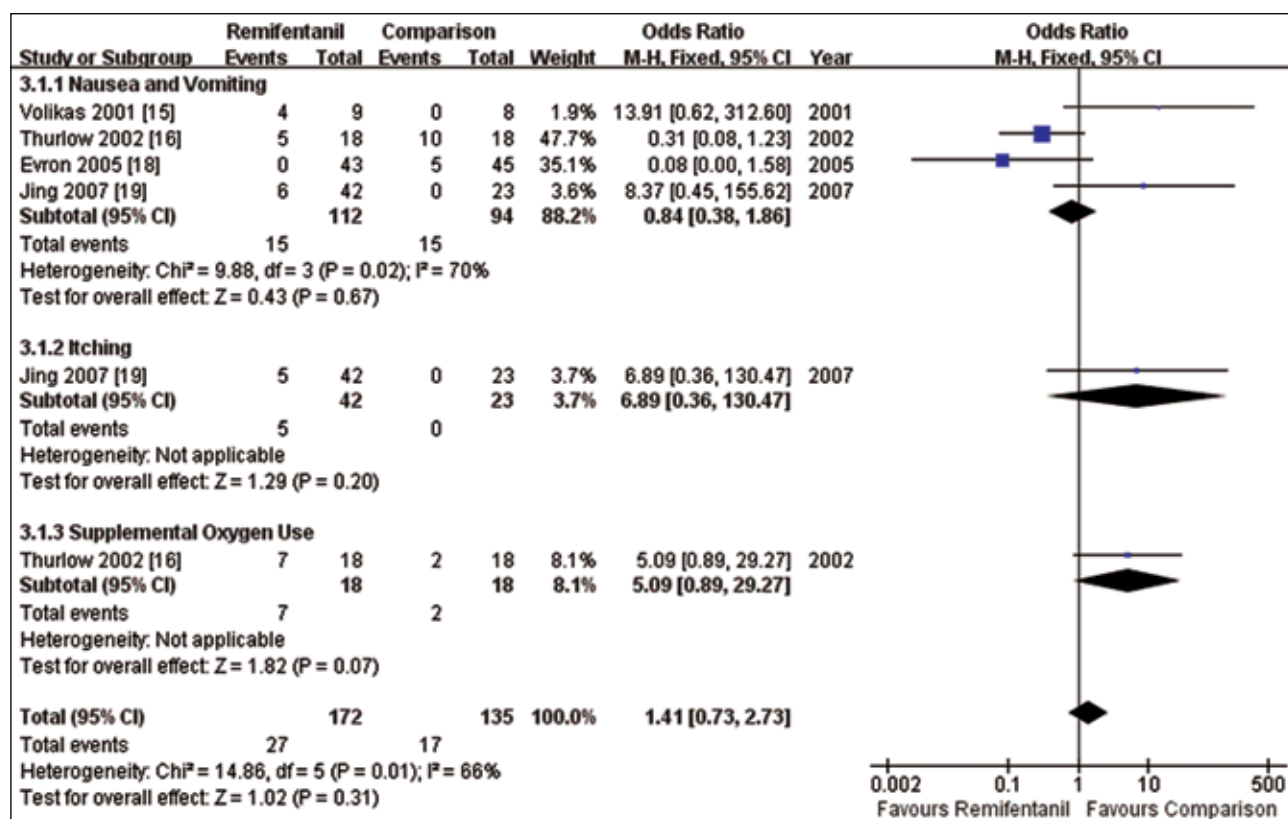 Remifentanil Comparison Odds Ratio Odds Ratio
Study or Subgroup Events Total Events Total Weight M-H, Fixed, 95% CI Year M-H, Fixed, 95% CI
3.1.1 Nausea and Vomiting
Volikas 2001 [15] 4 9 0 8 1.9% 13.91 [0.62, 312.60] 2001
Thurlow 2002 [16] 5 18 10 18 47.7% 0.31 [0.08, 1.23] 2002
Evron 2005 [18] 0 43 5 45 35.1% 0.08 [0.00, 1.58] 2005
Jing 2007 [19] 6 42 0 23 3.6% 8.37 [0.45, 155.62] 2007
Subtotal (95% CI) 112 94 88.2% 0.84 [0.38, 1.86]
Total events 15 15
Heterogeneity: Chi² = 9.88, df = 3 (P = 0.02); I² = 70%
Test for overall effect: Z = 0.43 (P = 0.67)
3.1.2 Itching
Jing 2007 [19] 5 42 0 23 3.7% 6.89 [0.36, 130.47] 2007
Subtotal (95% CI) 42 23 3.7% 6.89 [0.36, 130.47]
Total events 5 0
Heterogeneity: Not applicable
Test for overall effect: Z = 1.29 (P = 0.20)
3.1.3 Supplemental Oxygen Use
Thurlow 2002 [16] 7 18 2 18 8.1% 5.09 [0.89, 29.27] 2002
Subtotal (95% CI) 18 18 8.1% 5.09 [0.89, 29.27]
Total events 7 2
Heterogeneity: Not applicable
Test for overall effect: Z = 1.82 (P = 0.07)
Total (95% CI) 172 135 100.0% 1.41 [0.73, 2.73]
Total events 27 17
Heterogeneity: Chi² = 14.86, df = 5 (P = 0.01); I² = 66%
Test for overall effect: Z = 1.02 (P = 0.31)
0.002 0.1 1 10 500
Favours Remifentanil Favours Comparison